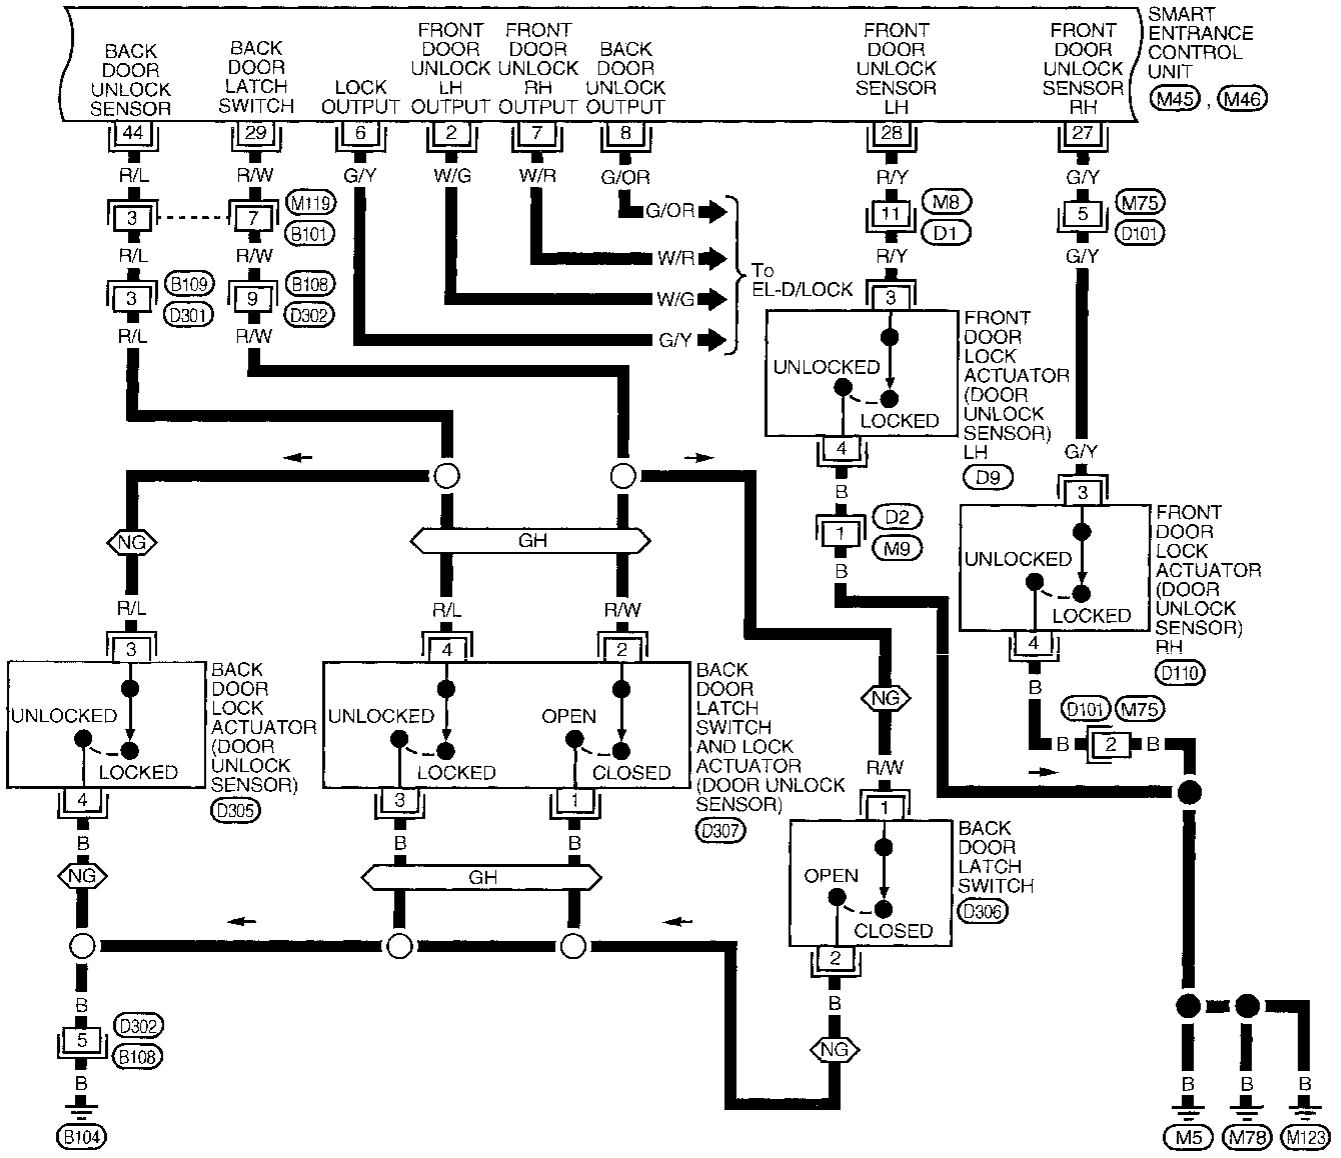 BACK
DOOR
UNLOCK
SENSOR
BACK
DOOR
LATCH
SWITCH
LOCK
OUTPUT
FRONT
DOOR
UNLOCK
LH
OUTPUT
FRONT
DOOR
UNLOCK
RH
OUTPUT
BACK
DOOR
UNLOCK
OUTPUT
FRONT
DOOR
UNLOCK
SENSOR
LH
FRONT
DOOR
UNLOCK
SENSOR
RH
SMART
ENTRANCE
CONTROL
UNIT
M45 , M46
44 29 6 2 7 8 28 27
R/L R/W G/Y W/G W/R G/OR R/Y G/Y
3 7 M119
B101
G/OR
11 M8
D1
5 M75
D101
R/L R/W R/Y G/Y
W/R
To
EL-D/LOCK
3 B109
D301
9 B108
D302
W/G
3
R/L R/W
G/Y
UNLOCKED
LOCKED
FRONT
DOOR
LOCK
ACTUATOR
(DOOR
UNLOCK
SENSOR)
LH
D9
4
B
G/Y
3
1 D2
M9
B
NG
GH
UNLOCKED
LOCKED
FRONT
DOOR
LOCK
ACTUATOR
(DOOR
UNLOCK
SENSOR)
RH
D110
4
B
R/L R/L R/W
3 4 2
UNLOCKED
LOCKED
BACK
DOOR
LOCK
ACTUATOR
(DOOR
UNLOCK
SENSOR)
D305
UNLOCKED
LOCKED
OPEN
CLOSED
BACK
DOOR
LATCH
SWITCH
AND LOCK
ACTUATOR
(DOOR UNLOCK
SENSOR)
D307
NG
D101 M75
B 2 B
R/W
4 3 1 1
B B B
NG GH
OPEN
CLOSED
BACK
DOOR
LATCH
SWITCH
D306
2
B
B
5 D302
B108
NG
B B B B
B104 M5 M78 M123